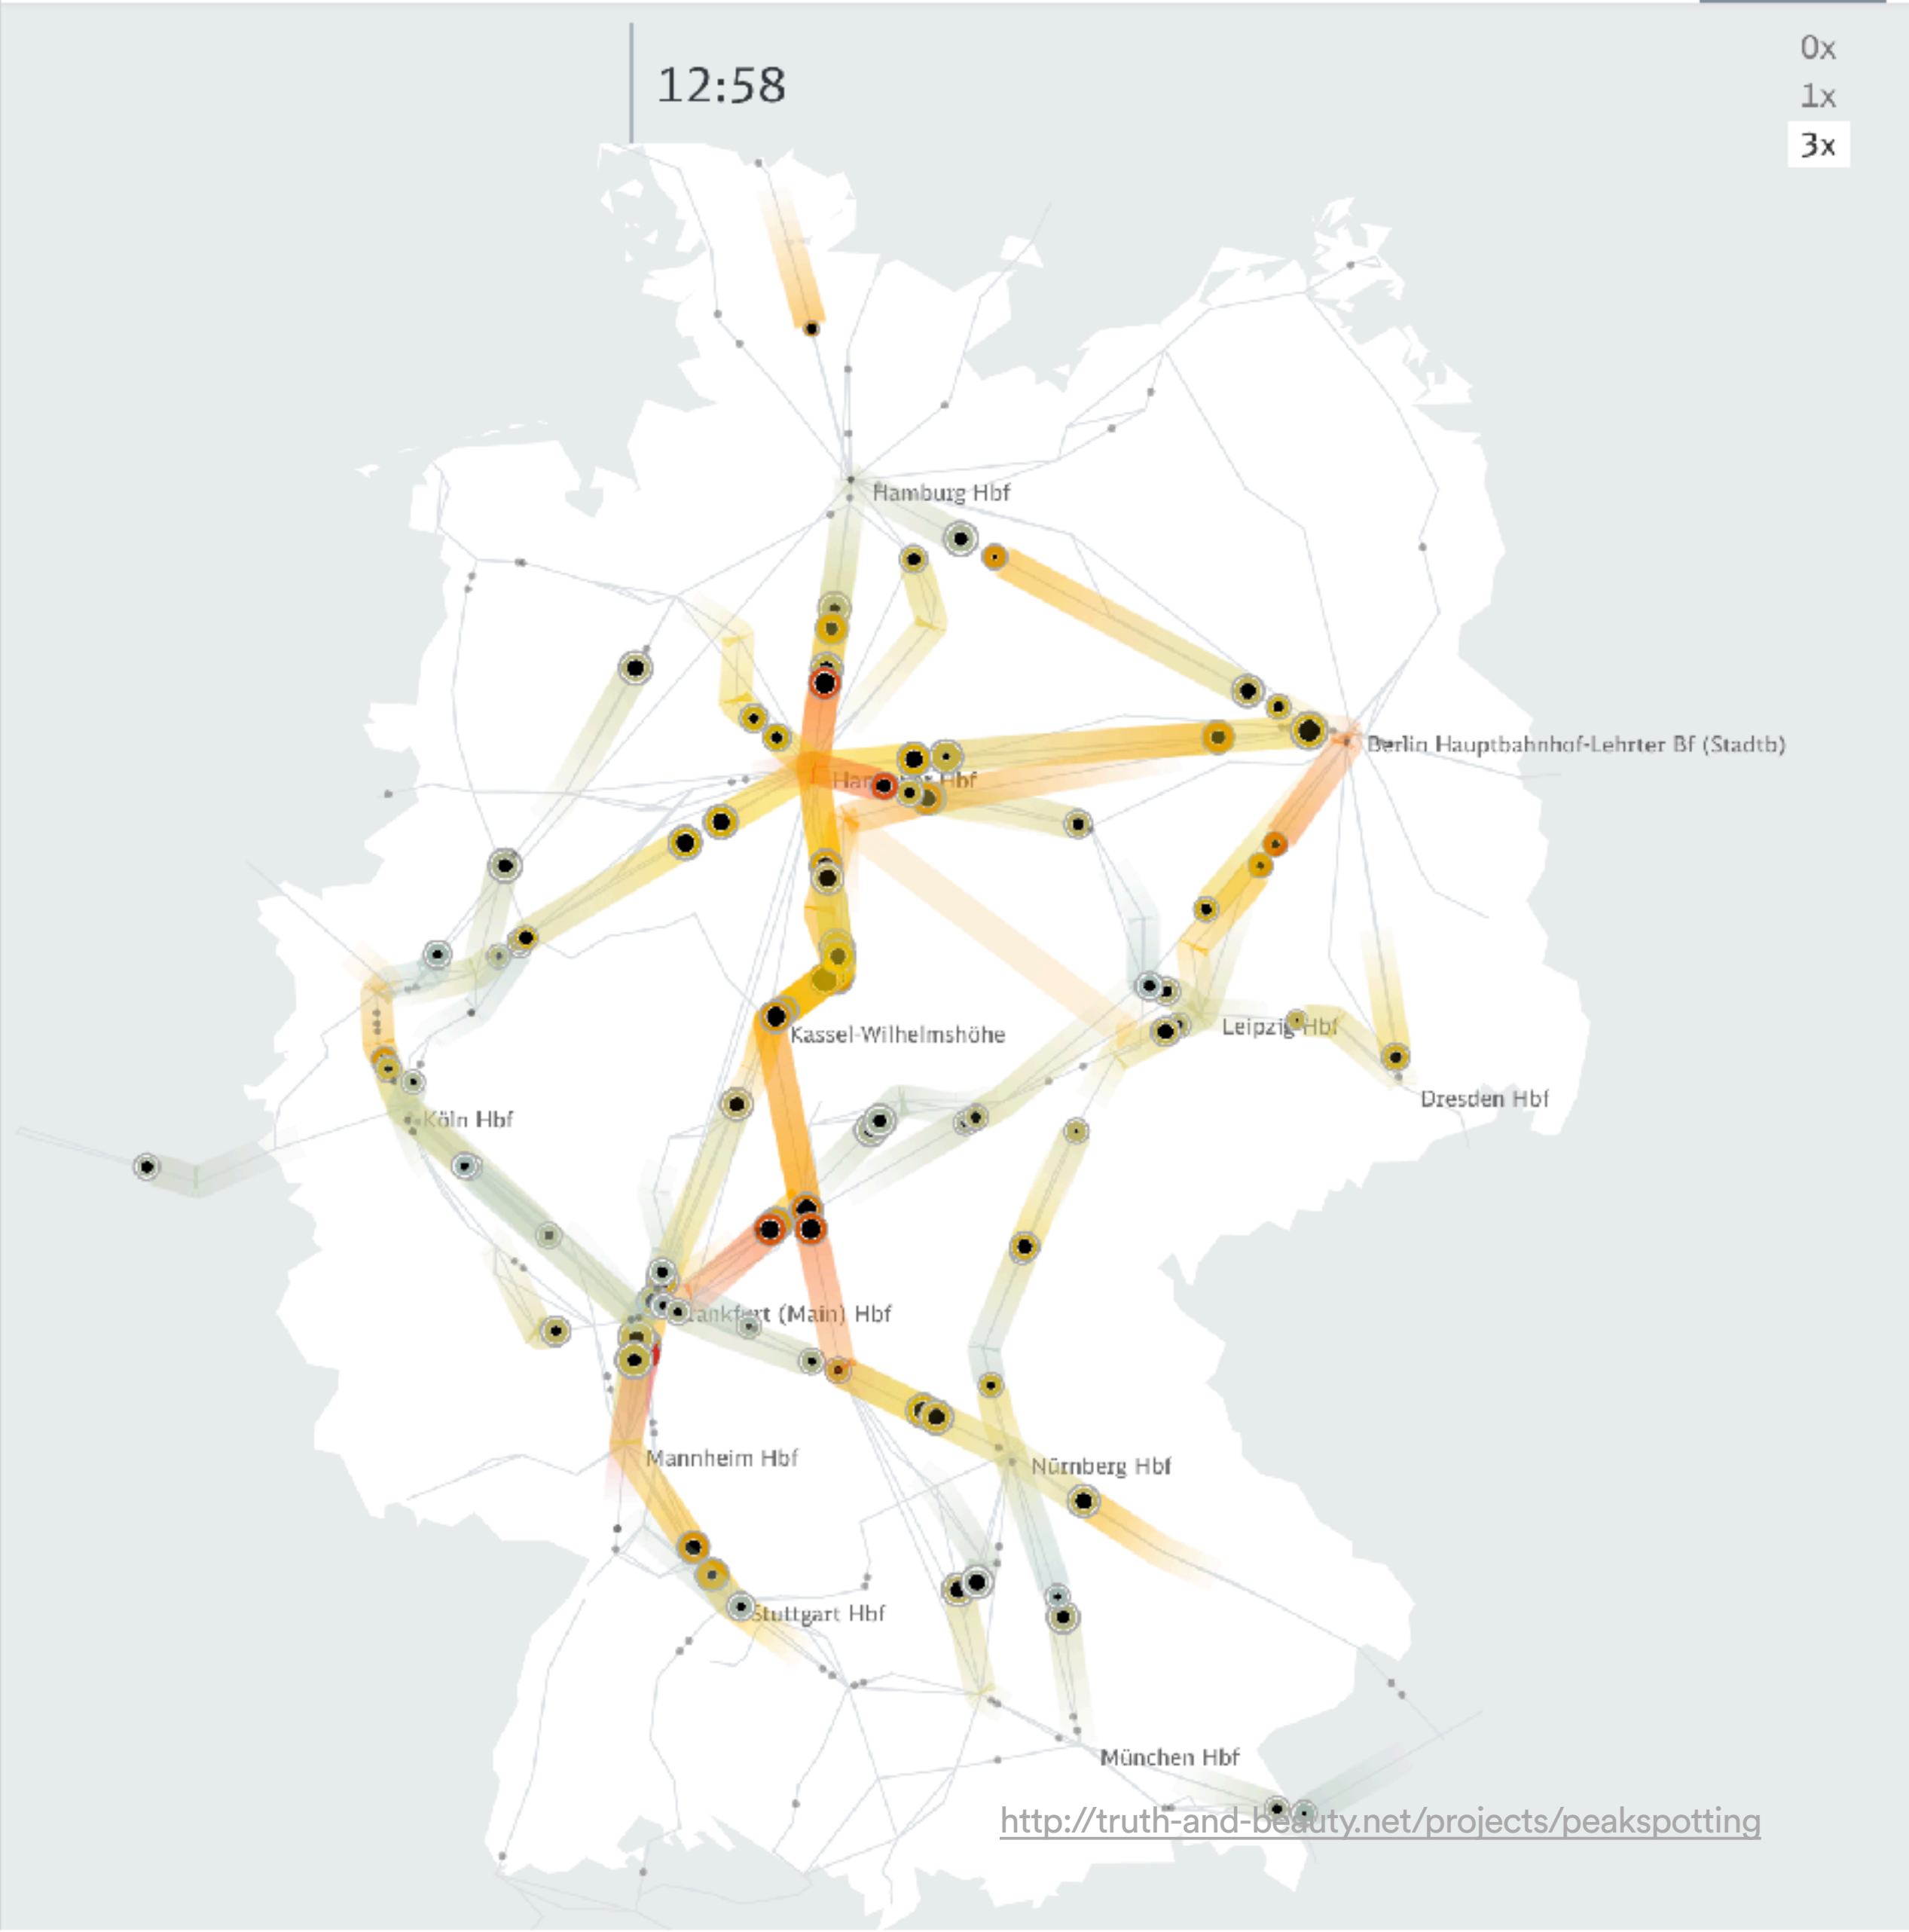 0x
12:58
1x
3x
Hamburg Hbf
Berlin Hauptbahnhof-Lehrter Bf (Stadtb)
Hbf
Kassel-Wilhelmshöhe
Leipzig Hbf
Dresden Hbf
Köln Hbf
(Main) Hbf
Mannheim Hbf
Nürnberg Hbf
Stuttgart Hbf
München Hbf
http://truth-and-beauty.net/projects/peakspotting